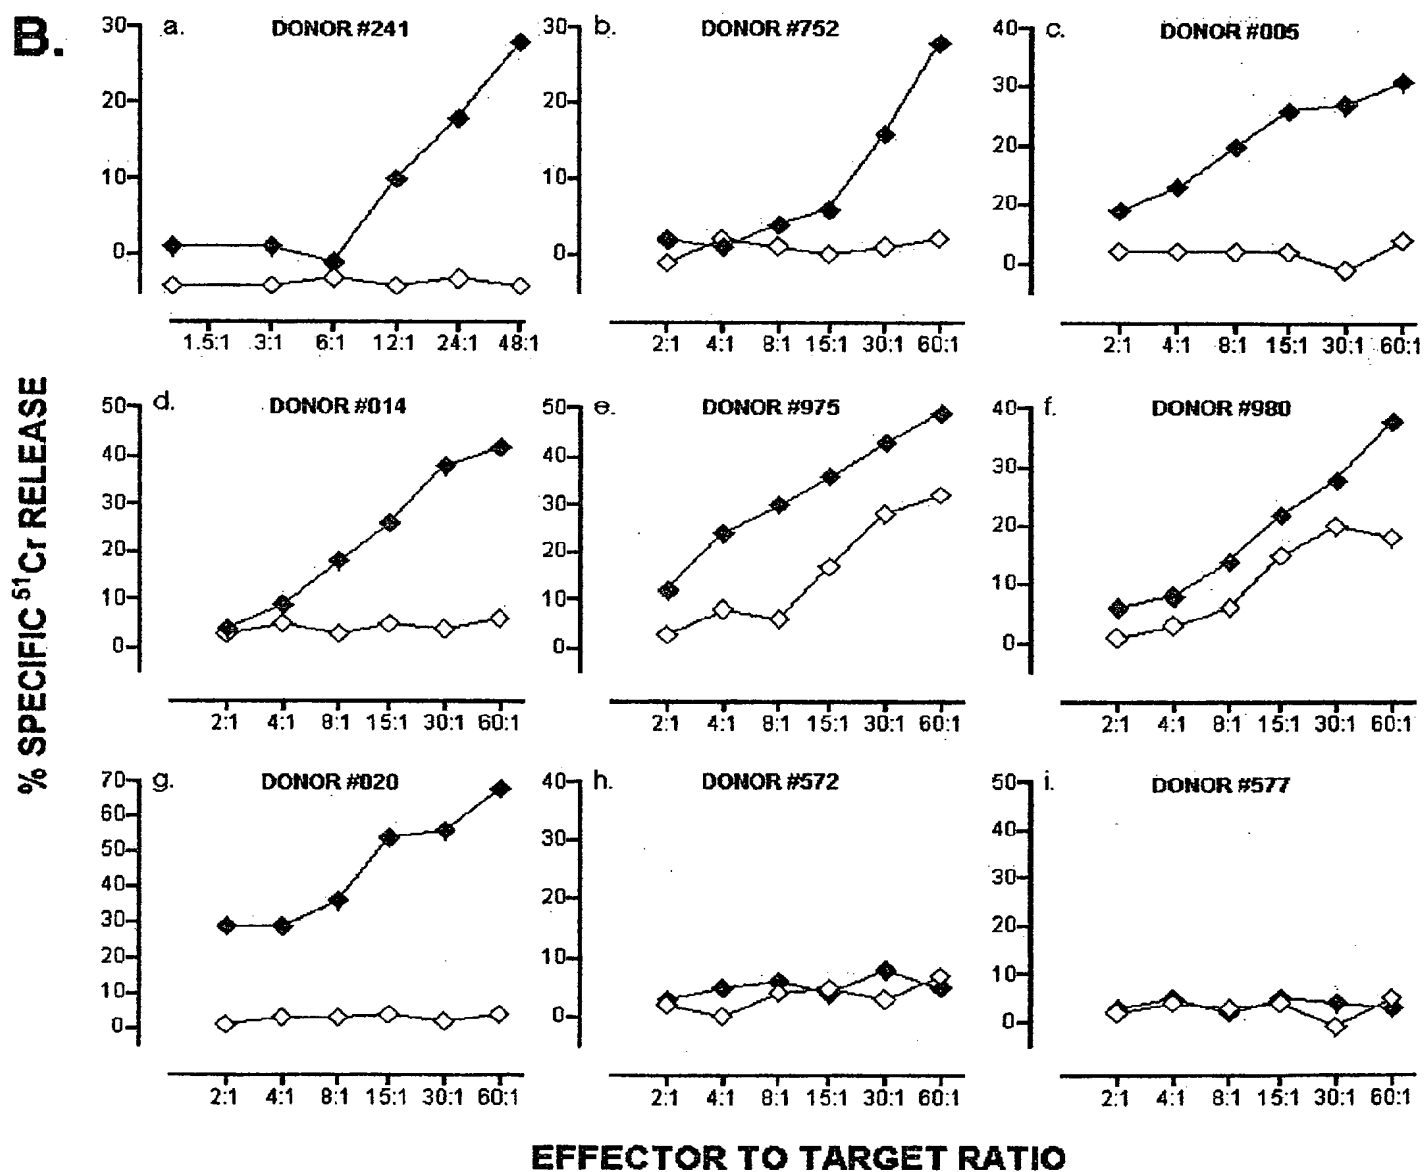 B.
a. DONOR #241
30
20
10
0
1.5:1 3:1 6:1 12:1 24:1 48:1
b. DONOR #752
30
20
10
0
2:1 4:1 8:1 15:1 30:1 60:1
c. DONOR #005
40
30
20
20
0
2:1 4:1 8:1 15:1 30:1 60:1
d. DONOR #014
50
40
30
20
10
0
2:1 4:1 8:1 15:1 30:1 60:1
e. DONOR #975
50
40
30
20
10
0
2:1 4:1 8:1 15:1 30:1 60:1
f. DONOR #980
40
30
20
10
0
2:1 4:1 8:1 15:1 30:1 60:1
g. DONOR #020
70
60
50
40
30
20
10
0
2:1 4:1 8:1 15:1 30:1 60:1
h. DONOR #572
40
30
20
10
0
2:1 4:1 8:1 15:1 30:1 60:1
i. DONOR #577
50
40
30
20
10
0
2:1 4:1 8:1 15:1 30:1 60:1
% SPECIFIC ⁵¹Cr RELEASE
EFFECTOR TO TARGET RATIO